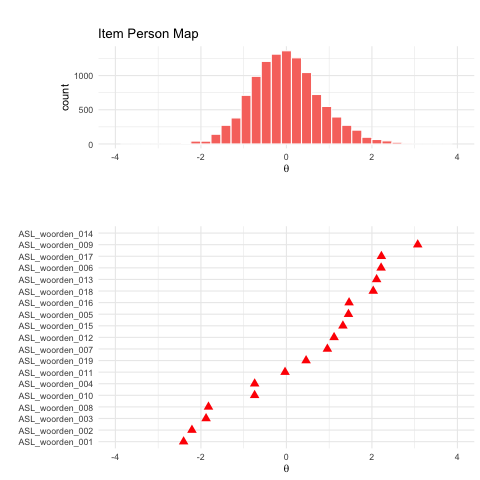 Item Person Map
count
1000
500
0
-4 -2 0 2 4
θ
ASL_woorden_014
ASL_woorden_009
ASL_woorden_017
ASL_woorden_006
ASL_woorden_013
ASL_woorden_018
ASL_woorden_016
ASL_woorden_005
ASL_woorden_015
ASL_woorden_012
ASL_woorden_007
ASL_woorden_019
ASL_woorden_011
ASL_woorden_004
ASL_woorden_010
ASL_woorden_008
ASL_woorden_003
ASL_woorden_002
ASL_woorden_001
-4 -2 0 2 4
θ